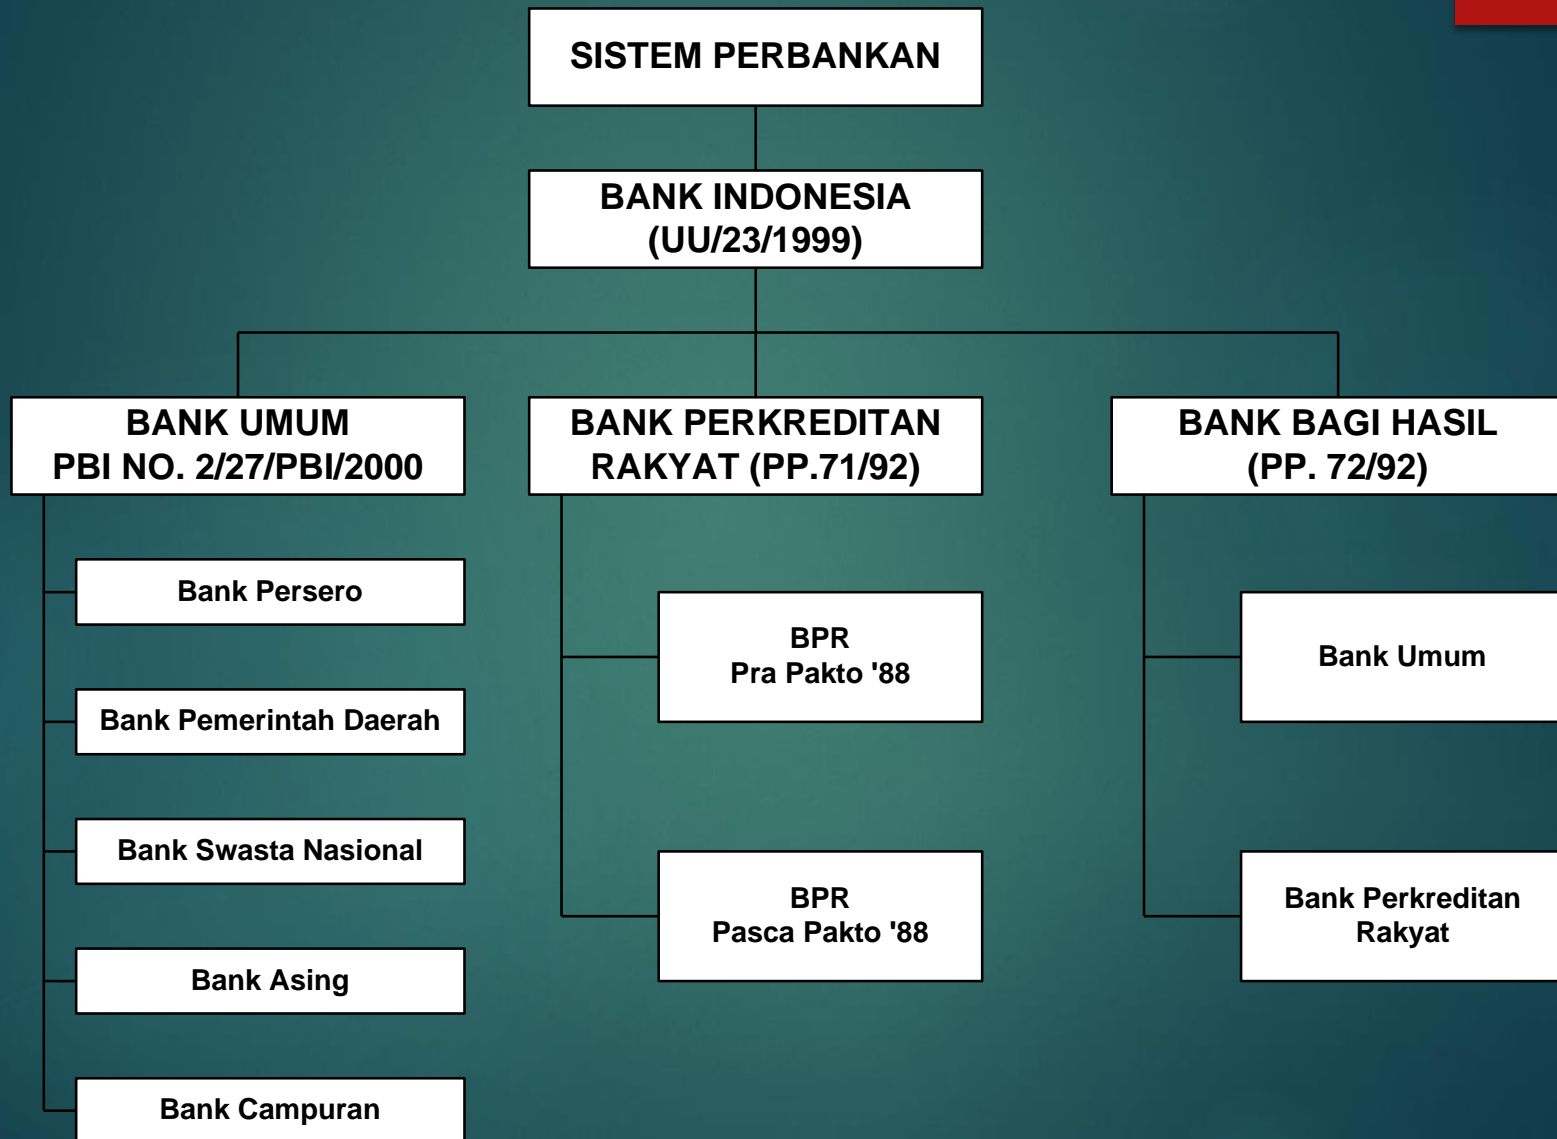 SISTEM PERBANKAN
BANK INDONESIA
(UU/23/1999)
BANK UMUM
PBI NO. 2/27/PBI/2000
Bank Persero
Bank Pemerintah Daerah
Bank Swasta Nasional
Bank Asing
Bank Campuran
BANK PERKREDITAN
RAKYAT (PP.71/92)
BPR
Pra Pakto '88
BPR
Pasca Pakto '88
BANK BAGI HASIL
(PP. 72/92)
Bank Umum
Bank Perkreditan
Rakyat